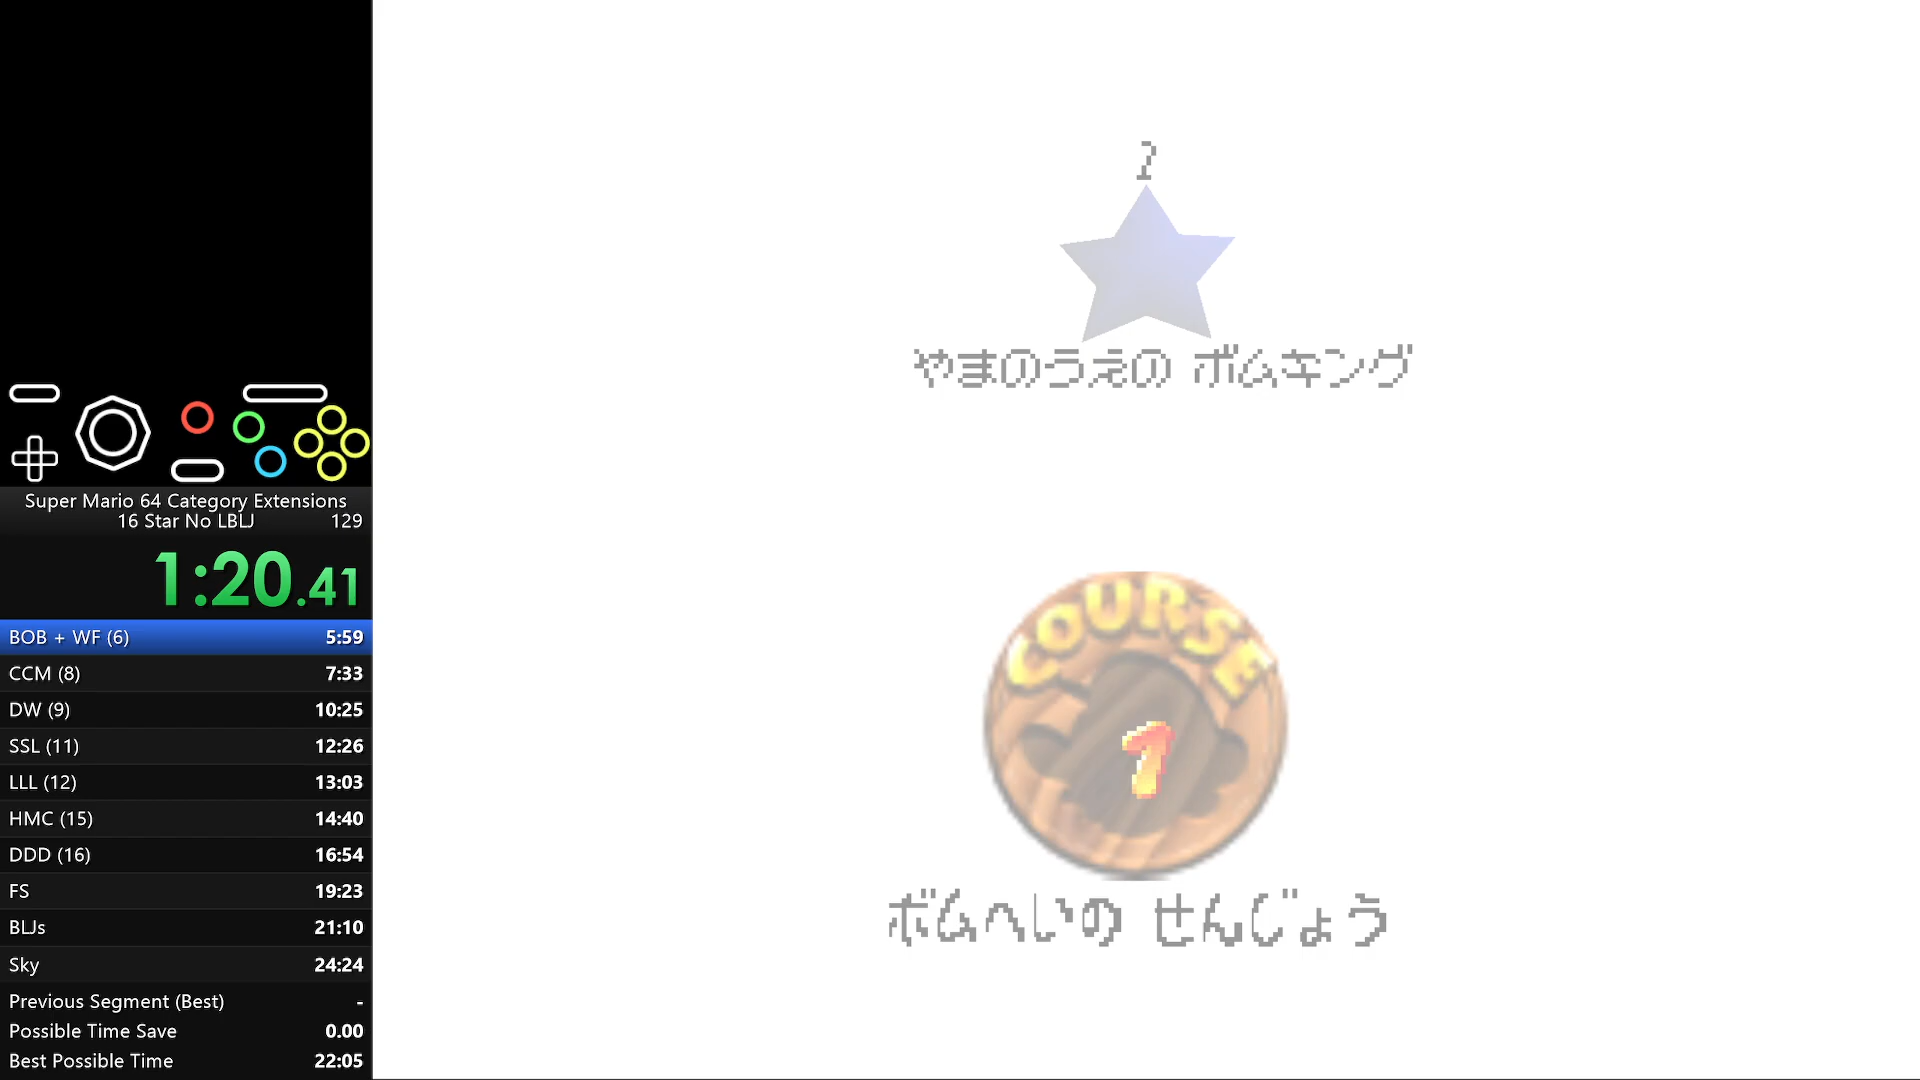 Super Mario 64 Category Extensions
16 Star No LBLJ 129
1:20.41
BOB + WF (6) 5:59
CCM (8) 7:33
DW (9) 10:25
SSL (11) 12:26
LLL (12) 13:03
HMC (15) 14:40
DDD (16) 16:54
FS 19:23
BLJs 21:10
Sky 24:24
Previous Segment (Best) -
Possible Time Save 0.00
Best Possible Time 22:05
1
やまのうえの ボムキング
COURSE
1
ボムへいの せんじょう